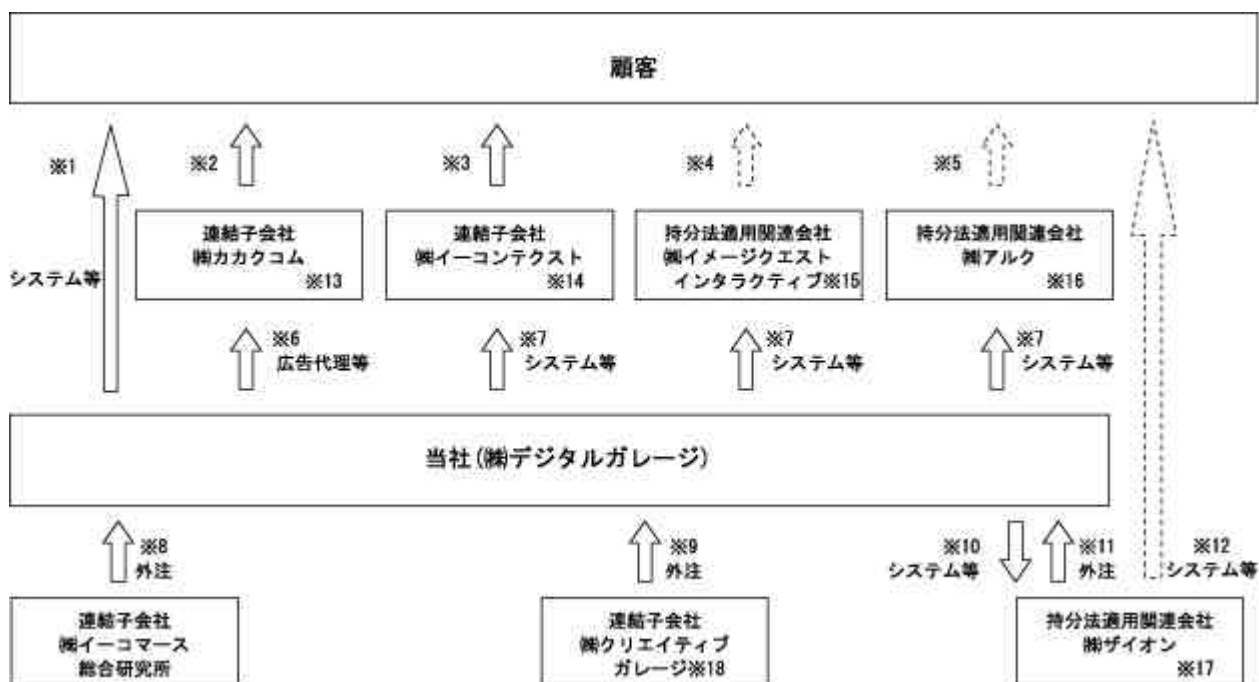 顧客
※1
※2
※3
※4
※5
システム等
連結子会社
㈱カカクコム
※13
連結子会社
㈱イーコンテクスト
※14
持分法適用関連会社
㈱イメージクエスト
インタラクティブ※15
持分法適用関連会社
㈱アルク
※16
※6
広告代理等
※7
システム等
※7
システム等
※7
システム等
当社(㈱デジタルガレージ)
※8
外注
※9
外注
※10
システム等
※11
外注
※12
システム等
連結子会社
㈱イーコマース
総合研究所
連結子会社
㈱クリエイティブ
ガレージ※18
持分法適用関連会社
㈱ザイオン
※17